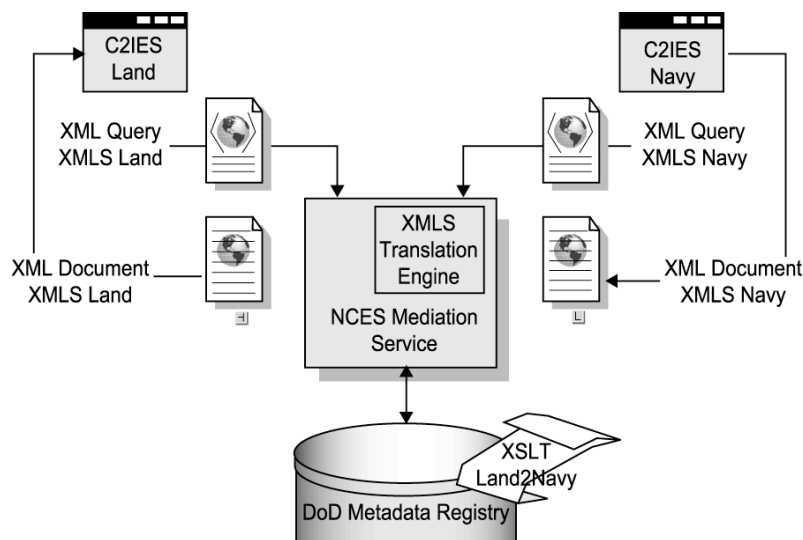 C2IES
Land
C2IES
Navy
XML Query
XMLS Land
XML Query
XMLS Navy
XMLS
Translation
Engine
NCES Mediation
Service
XML Document
XMLS Land
XML Document
XMLS Navy
XSLT
Land2Navy
DoD Metadata Registry